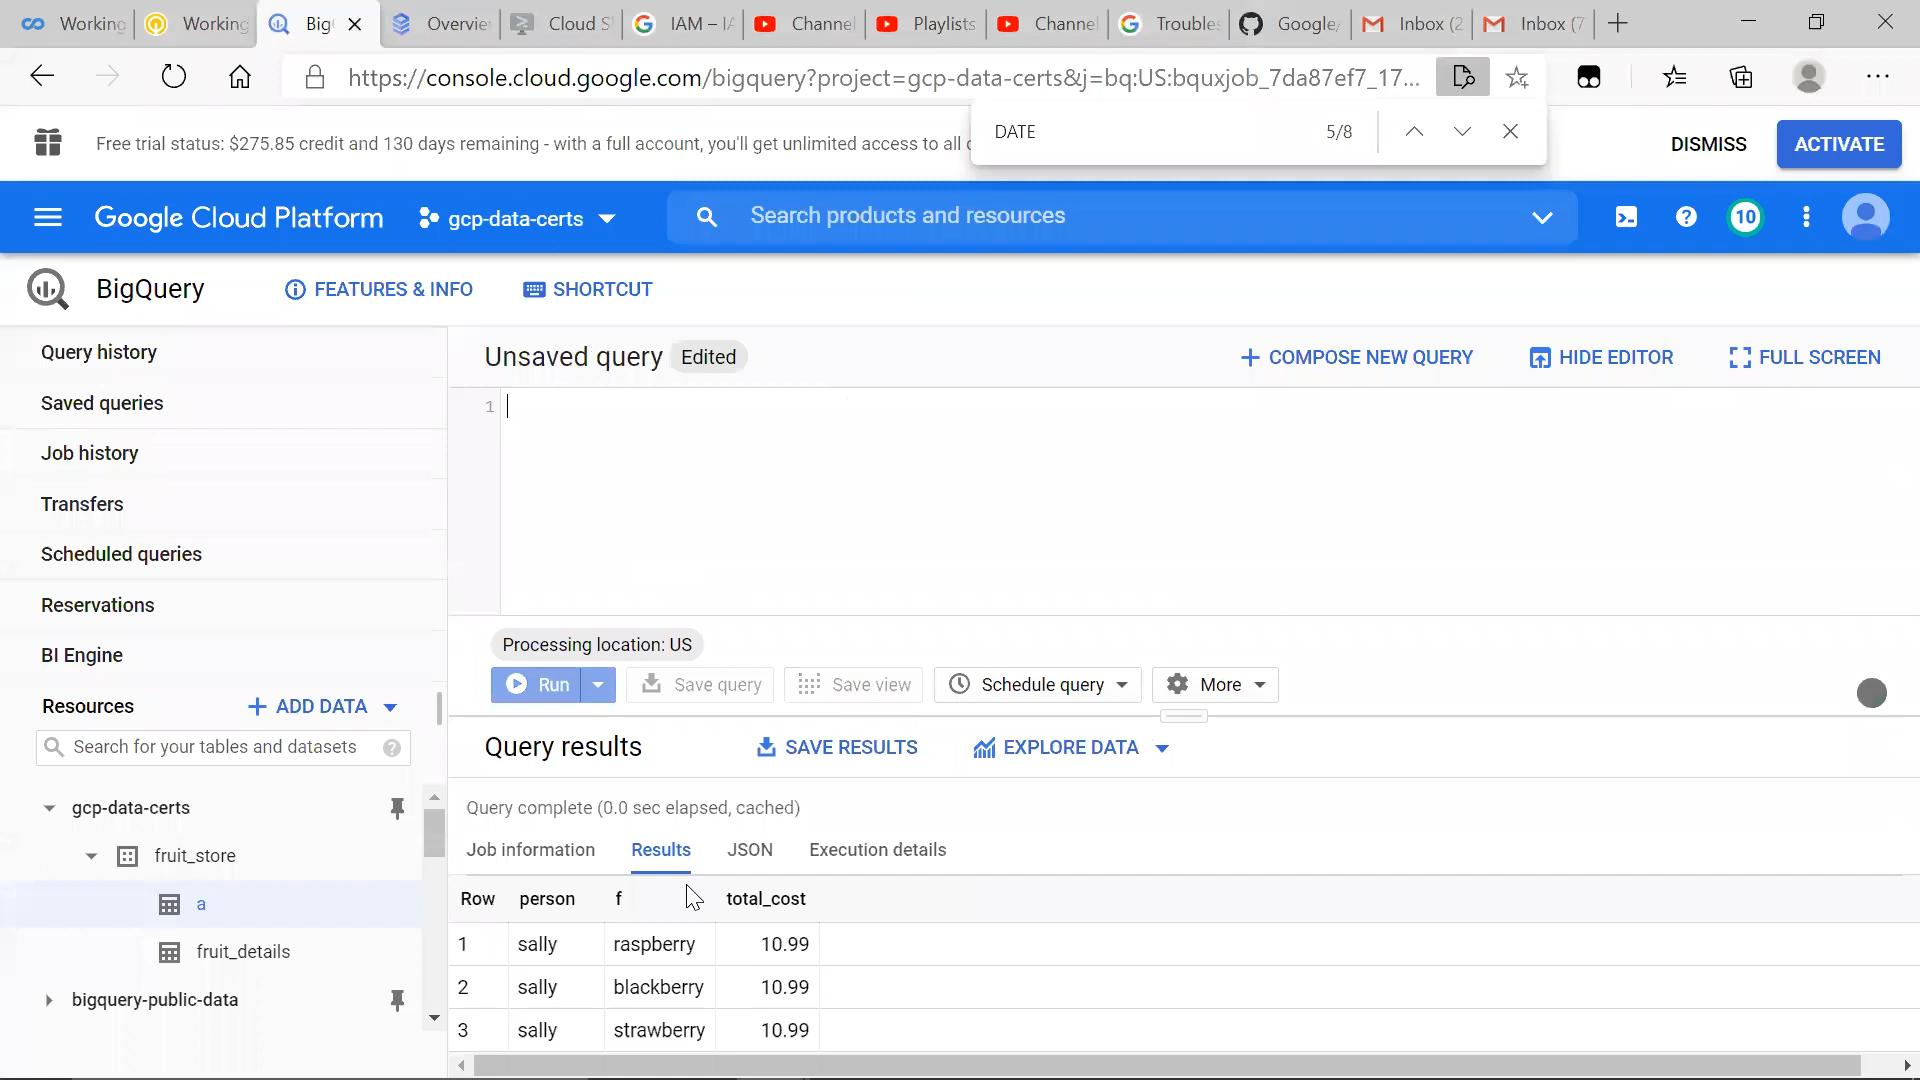 Working Working Big Overvie Cloud S IAM – IA Channel Playlists Channel Trouble Google/ Inbox (2 Inbox (7
https://console.cloud.google.com/bigquery?project=gcp-data-certs&j=bq:US:bquxjob_7da87ef7_17...
DATE 5/8
Free trial status: $275.85 credit and 130 days remaining - with a full account, you'll get unlimited access to all
DISMISS ACTIVATE
Google Cloud Platform gcp-data-certs Search products and resources 10
BigQuery FEATURES & INFO SHORTCUT
Query history
Saved queries
Job history
Transfers
Scheduled queries
Reservations
BI Engine
Resources + ADD DATA
Search for your tables and datasets
gcp-data-certs
fruit_store
a
fruit_details
bigquery-public-data
Unsaved query Edited + COMPOSE NEW QUERY HIDE EDITOR FULL SCREEN
1
Processing location: US
Run Save query Save view Schedule query More
Query results SAVE RESULTS EXPLORE DATA
Query complete (0.0 sec elapsed, cached)
Job information Results JSON Execution details
Row person f total_cost
1 sally raspberry 10.99
2 sally blackberry 10.99
3 sally strawberry 10.99